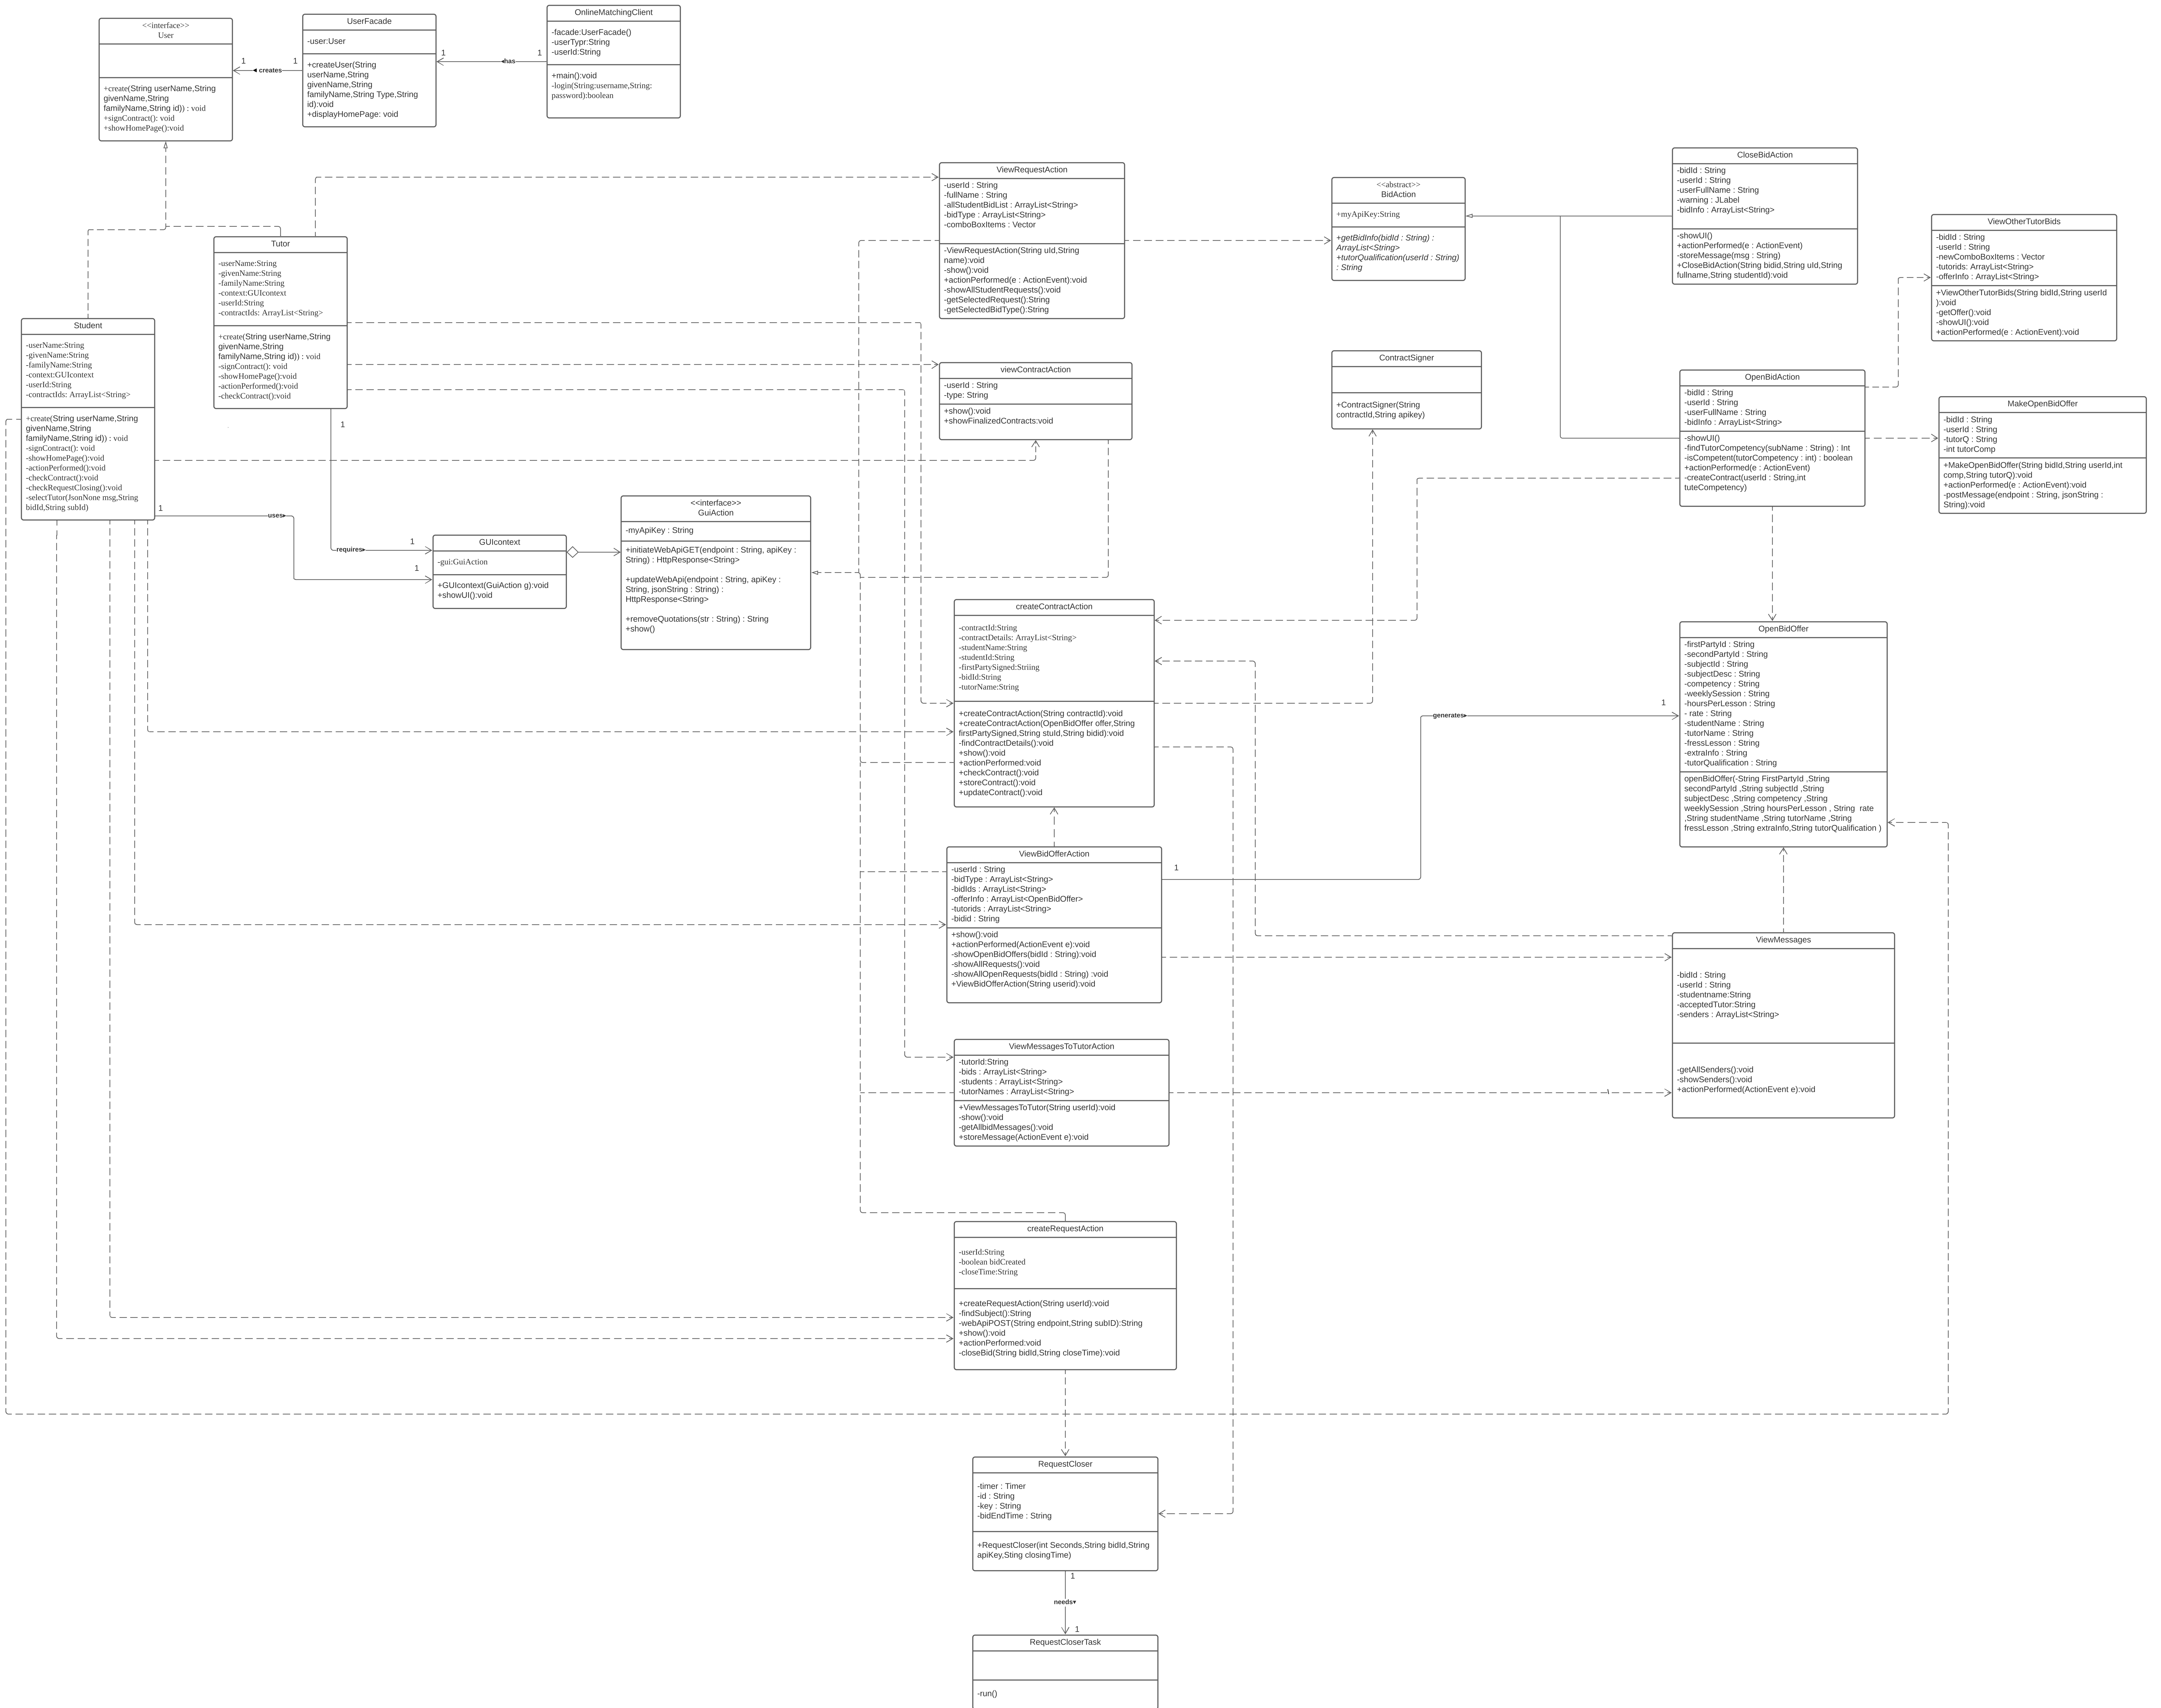 <<interface>>
User
+create(String userName,String
givenName,String
familyName,String id)) : void
+signContract(): void
+showHomePage():void
1
◂ creates
1
UserFacade
-user:User
+createUser(String
userName,String
givenName,String
familyName,String Type,String
id):void
+displayHomePage: void
1
◂has
1
OnlineMatchingClient
-facade:UserFacade()
-userTypr:String
-userId:String
+main():void
-login(String:username,String:
password):boolean
Tutor
-userName:String
-givenName:String
-familyName:String
-context:GUIcontext
-userId:String
-contractIds: ArrayList<String>
+create(String userName,String
givenName,String
familyName,String id)) : void
-signContract(): void
-showHomePage():void
-actionPerformed():void
-checkContract():void
1
Student
-userName:String
-givenName:String
-familyName:String
-context:GUIcontext
-userId:String
-contractIds: ArrayList<String>
+create(String userName,String
givenName,String
familyName,String id)) : void
-signContract(): void
-showHomePage():void
-actionPerformed():void
-checkContract():void
-checkRequestClosing():void
-selectTutor(JsonNone msg,String
bidId,String subId)
1
uses▸
requires▸
1
1
GUIcontext
-gui:GuiAction
+GUIcontext(GuiAction g):void
+showUI():void
<<interface>>
GuiAction
-myApiKey : String
+initiateWebApiGET(endpoint : String, apiKey :
String) : HttpResponse<String>
+updateWebApi(endpoint : String, apiKey :
String, jsonString : String) :
HttpResponse<String>
+removeQuotations(str : String) : String
+show()
ViewRequestAction
-userId : String
-fullName : String
-allStudentBidList : ArrayList<String>
-bidType : ArrayList<String>
-comboBoxItems : Vector
-ViewRequestAction(String uId,String
name):void
-show():void
+actionPerformed(e : ActionEvent):void
-showAllStudentRequests():void
-getSelectedRequest():String
-getSelectedBidType():String
viewContractAction
-userId : String
-type: String
+show():void
+showFinalizedContracts:void
<<abstract>>
BidAction
+myApiKey:String
+getBidInfo(bidId : String) :
ArrayList<String>
+tutorQualification(userId : String)
: String
ContractSigner
+ContractSigner(String
contractId,String apikey)
CloseBidAction
-bidId : String
-userId : String
-userFullName : String
-warning : JLabel
-bidInfo : ArrayList<String>
-showUI()
+actionPerformed(e : ActionEvent)
-storeMessage(msg : String)
+CloseBidAction(String bidid,String uId,String
fullname,String studentId):void
ViewOtherTutorBids
-bidId : String
-userId : String
-newComboBoxItems : Vector
-tutorids: ArrayList<String>
-offerInfo : ArrayList<String>
+ViewOtherTutorBids(String bidId,String userId
):void
-getOffer():void
-showUI():void
+actionPerformed(e : ActionEvent):void
OpenBidAction
-bidId : String
-userId : String
-userFullName : String
-bidInfo : ArrayList<String>
-showUI()
-findTutorCompetency(subName : String) : Int
-isCompetent(tutorCompetency : int) : boolean
+actionPerformed(e : ActionEvent)
-createContract(userId : String,int
tuteCompetency)
MakeOpenBidOffer
-bidId : String
-userId : String
-tutorQ : String
-int tutorComp
+MakeOpenBidOffer(String bidId,String userId,int
comp,String tutorQ):void
+actionPerformed(e : ActionEvent):void
-postMessage(endpoint : String, jsonString :
String):void
createContractAction
-contractId:String
-contractDetails: ArrayList<String>
-studentName:String
-studentId:String
-firstPartySigned:Striing
-bidId:String
-tutorName:String
+createContractAction(String contractId):void
+createContractAction(OpenBidOffer offer,String
firstPartySigned,String stuId,String bidid):void
-findContractDetails():void
+show():void
+actionPerformed:void
+checkContract():void
+storeContract():void
+updateContract():void
OpenBidOffer
-firstPartyId : String
-secondPartyId : String
-subjectId : String
-subjectDesc : String
-competency : String
-weeklySession : String
-hoursPerLesson : String
- rate : String
-studentName : String
-tutorName : String
-fressLesson : String
-extraInfo : String
-tutorQualification : String
openBidOffer(-String FirstPartyId ,String
secondPartyId ,String subjectId ,String
subjectDesc ,String competency ,String
weeklySession ,String hoursPerLesson , String  rate
,String studentName ,String tutorName ,String
fressLesson ,String extraInfo,String tutorQualification )
1
generates▸
1
ViewBidOfferAction
-userId : String
-bidType : ArrayList<String>
-bidIds : ArrayList<String>
-offerInfo : ArrayList<OpenBidOffer>
-tutorids : ArrayList<String>
-bidid : String
+show():void
+actionPerformed(ActionEvent e):void
-showOpenBidOffers(bidId : String):void
-showAllRequests():void
-showAllOpenRequests(bidId : String) :void
+ViewBidOfferAction(String userid):void
ViewMessages
-bidId : String
-userId : String
-studentname:String
-acceptedTutor:String
-senders : ArrayList<String>
-getAllSenders():void
-showSenders():void
+actionPerformed(ActionEvent e):void
ViewMessagesToTutorAction
-tutorId:String
-bids : ArrayList<String>
-students : ArrayList<String>
-tutorNames : ArrayList<String>
+ViewMessagesToTutor(String userId):void
-show():void
-getAllbidMessages():void
+storeMessage(ActionEvent e):void
createRequestAction
-userId:String
-boolean bidCreated
-closeTime:String
+createRequestAction(String userId):void
-findSubject():String
-webApiPOST(String endpoint,String subID):String
+show():void
+actionPerformed:void
-closeBid(String bidId,String closeTime):void
RequestCloser
-timer : Timer
-id : String
-key : String
-bidEndTime : String
+RequestCloser(int Seconds,String bidId,String
apiKey,Sting closingTime)
1
needs▾
1
RequestCloserTask
-run()